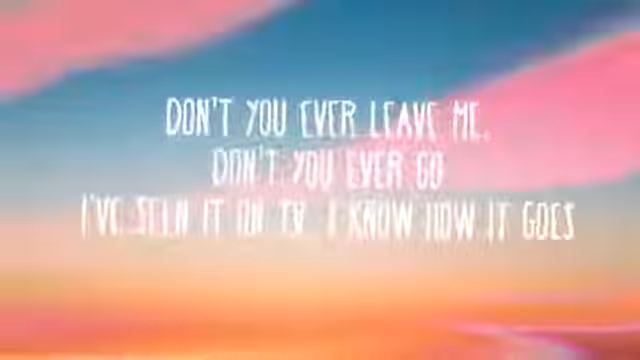 DON'T YOU EVER LEAVE ME,
DON'T YOU EVER GO
I'VE SEEN IT ON TV I KNOW HOW IT GOES